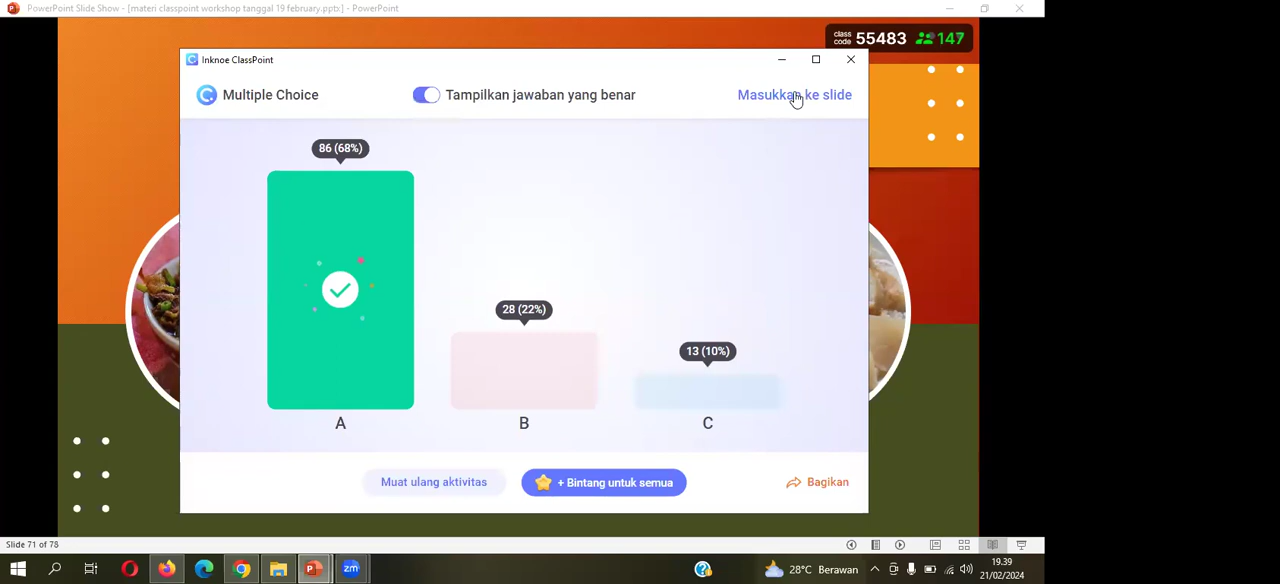 PowerPoint Slide Show - [materi classpoint workshop tanggal 19 february.pptx] - PowerPoint
class code 55483 147
Inknoe ClassPoint
Multiple Choice
Tampilkan jawaban yang benar
Masukkan ke slide
86 (68%)
28 (22%)
13 (10%)
A
B
C
Muat ulang aktivitas
+ Bintang untuk semua
Bagikan
Slide 71 of 78
28°C Berawan
19.39
21/02/2024